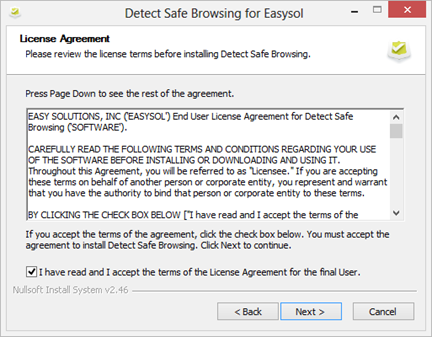 Detect Safe Browsing for Easysol
License Agreement
Please review the license terms before installing Detect Safe Browsing.
Press Page Down to see the rest of the agreement.
EASY SOLUTIONS, INC ('EASYSOL') End User License Agreement for Detect Safe
Browsing ('SOFTWARE').
CAREFULLY READ THE FOLLOWING TERMS AND CONDITIONS REGARDING YOUR USE
OF THE SOFTWARE BEFORE INSTALLING OR DOWNLOADING AND USING IT.
Throughout this Agreement, you will be referred to as "Licensee." If you are accepting
these terms on behalf of another person or corporate entity, you represent and warrant
that you have the authority to bind that person or corporate entity to these terms.
BY CLICKING THE CHECK BOX BELOW ["I have read and I accept the terms of the
If you accept the terms of the agreement, click the check box below. You must accept the
agreement to install Detect Safe Browsing. Click Next to continue.
I have read and I accept the terms of the License Agreement for the final User.
Nullsoft Install System v2.46
< Back
Next >
Cancel